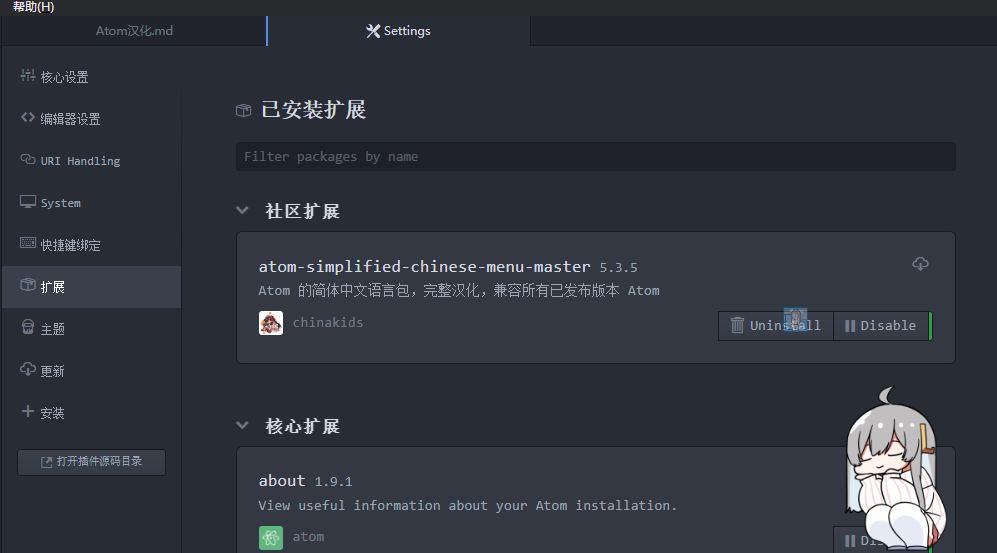 帮助(H)
Atom汉化.md
Settings
核心设置
编辑器设置
URI Handling
System
快捷键绑定
扩展
主题
更新
安装
打开插件源码目录
已安装扩展
Filter packages by name
社区扩展
atom-simplified-chinese-menu-master 5.3.5
Atom 的简体中文语言包，完整汉化，兼容所有已发布版本 Atom
chinakids
Uninstall
Disable
核心扩展
about 1.9.1
View useful information about your Atom installation.
atom